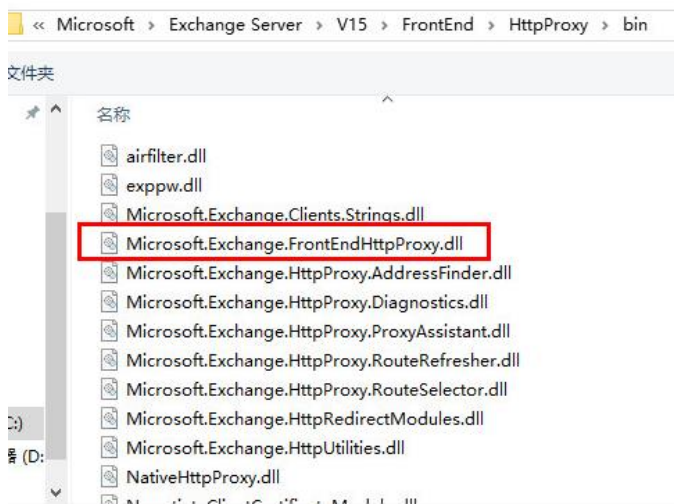 « Microsoft › Exchange Server › V15 › FrontEnd › HttpProxy › bin
文件夹
名称
airfilter.dll
exppw.dll
Microsoft.Exchange.Clients.Strings.dll
Microsoft.Exchange.FrontEndHttpProxy.dll
Microsoft.Exchange.HttpProxy.AddressFinder.dll
Microsoft.Exchange.HttpProxy.Diagnostics.dll
Microsoft.Exchange.HttpProxy.ProxyAssistant.dll
Microsoft.Exchange.HttpProxy.RouteRefresher.dll
Microsoft.Exchange.HttpProxy.RouteSelector.dll
:)
Microsoft.Exchange.HttpRedirectModules.dll
(D:
Microsoft.Exchange.HttpUtilities.dll
NativeHttpProxy.dll